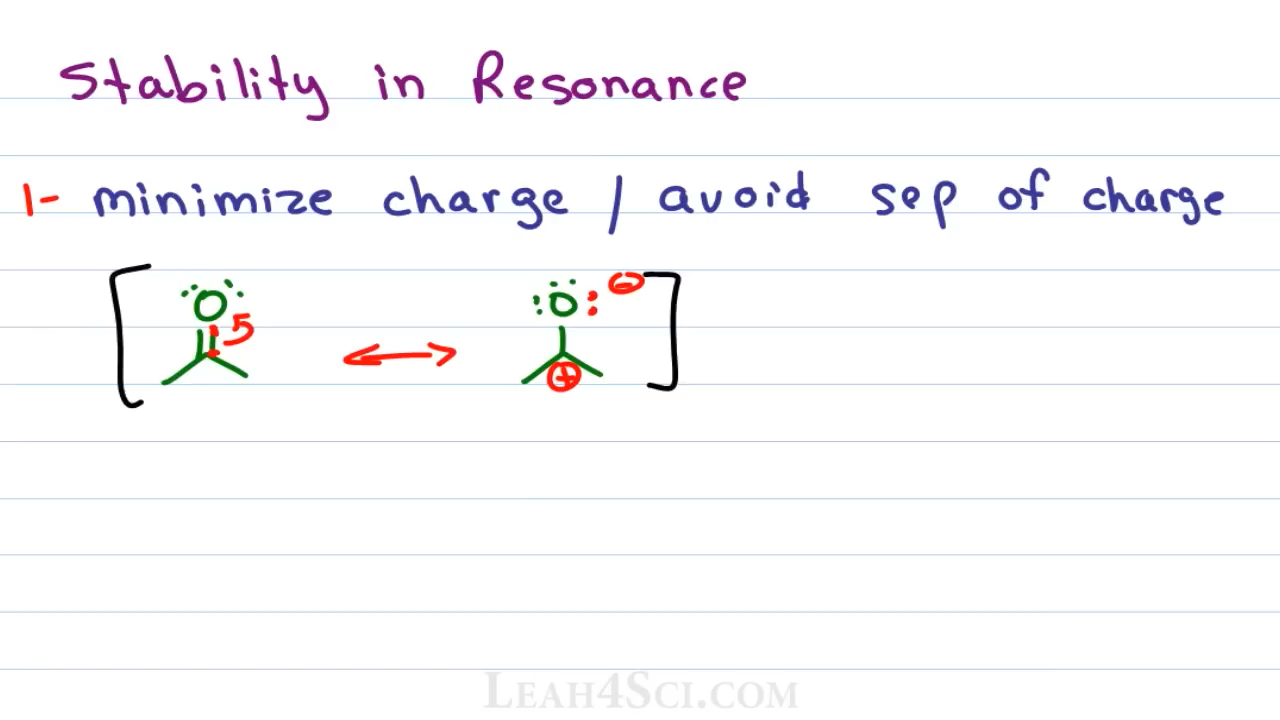 Stability in Resonance
1- minimize charge / avoid sep of charge
O O
LEAH4SCI.COM